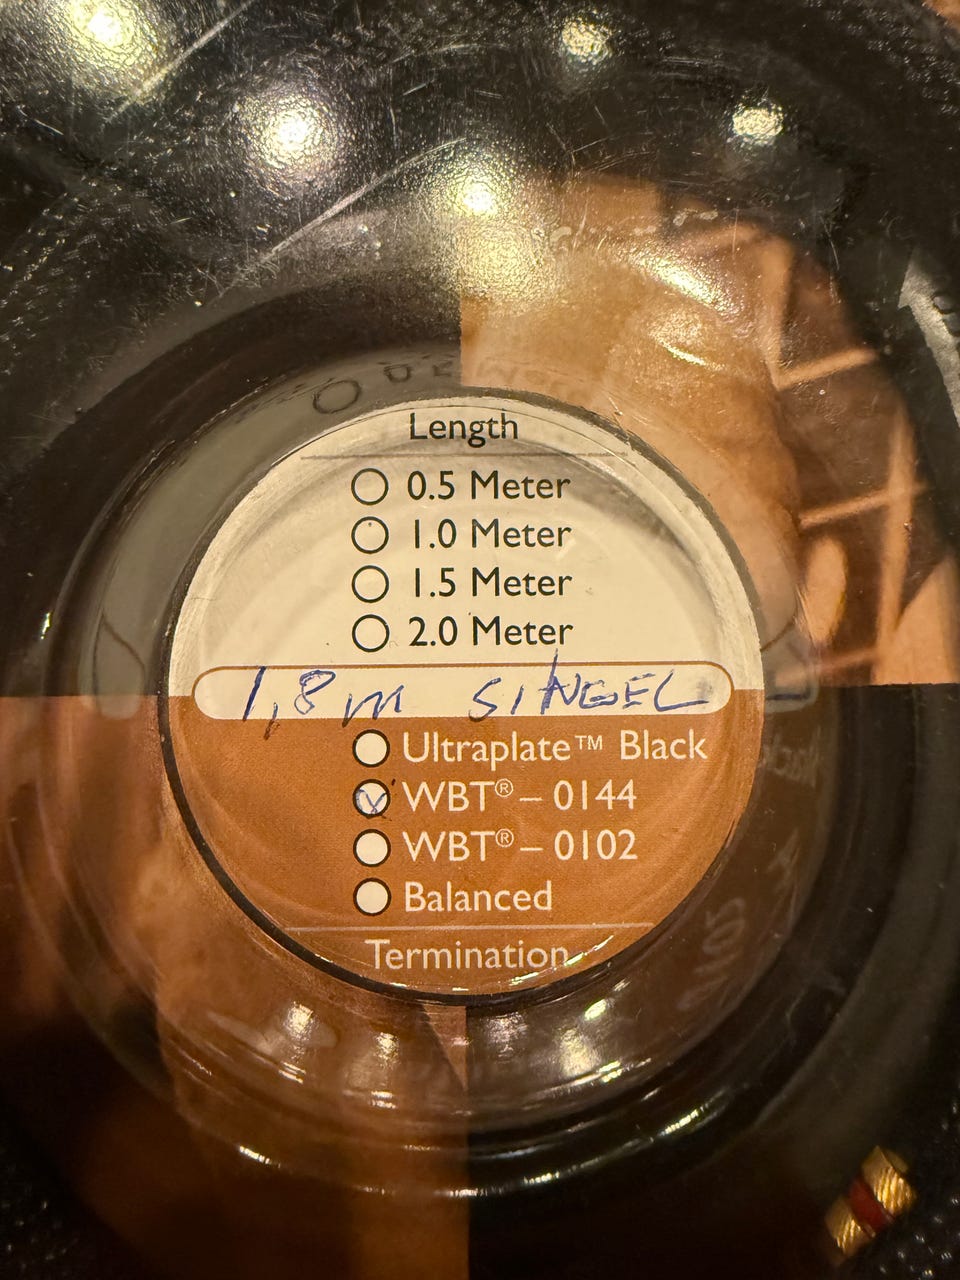 Length
0.5 Meter
1.0 Meter
1.5 Meter
2.0 Meter
1,8 m SINGEL
Ultraplate™ Black
WBT® – 0144
WBT® – 0102
Balanced
Termination